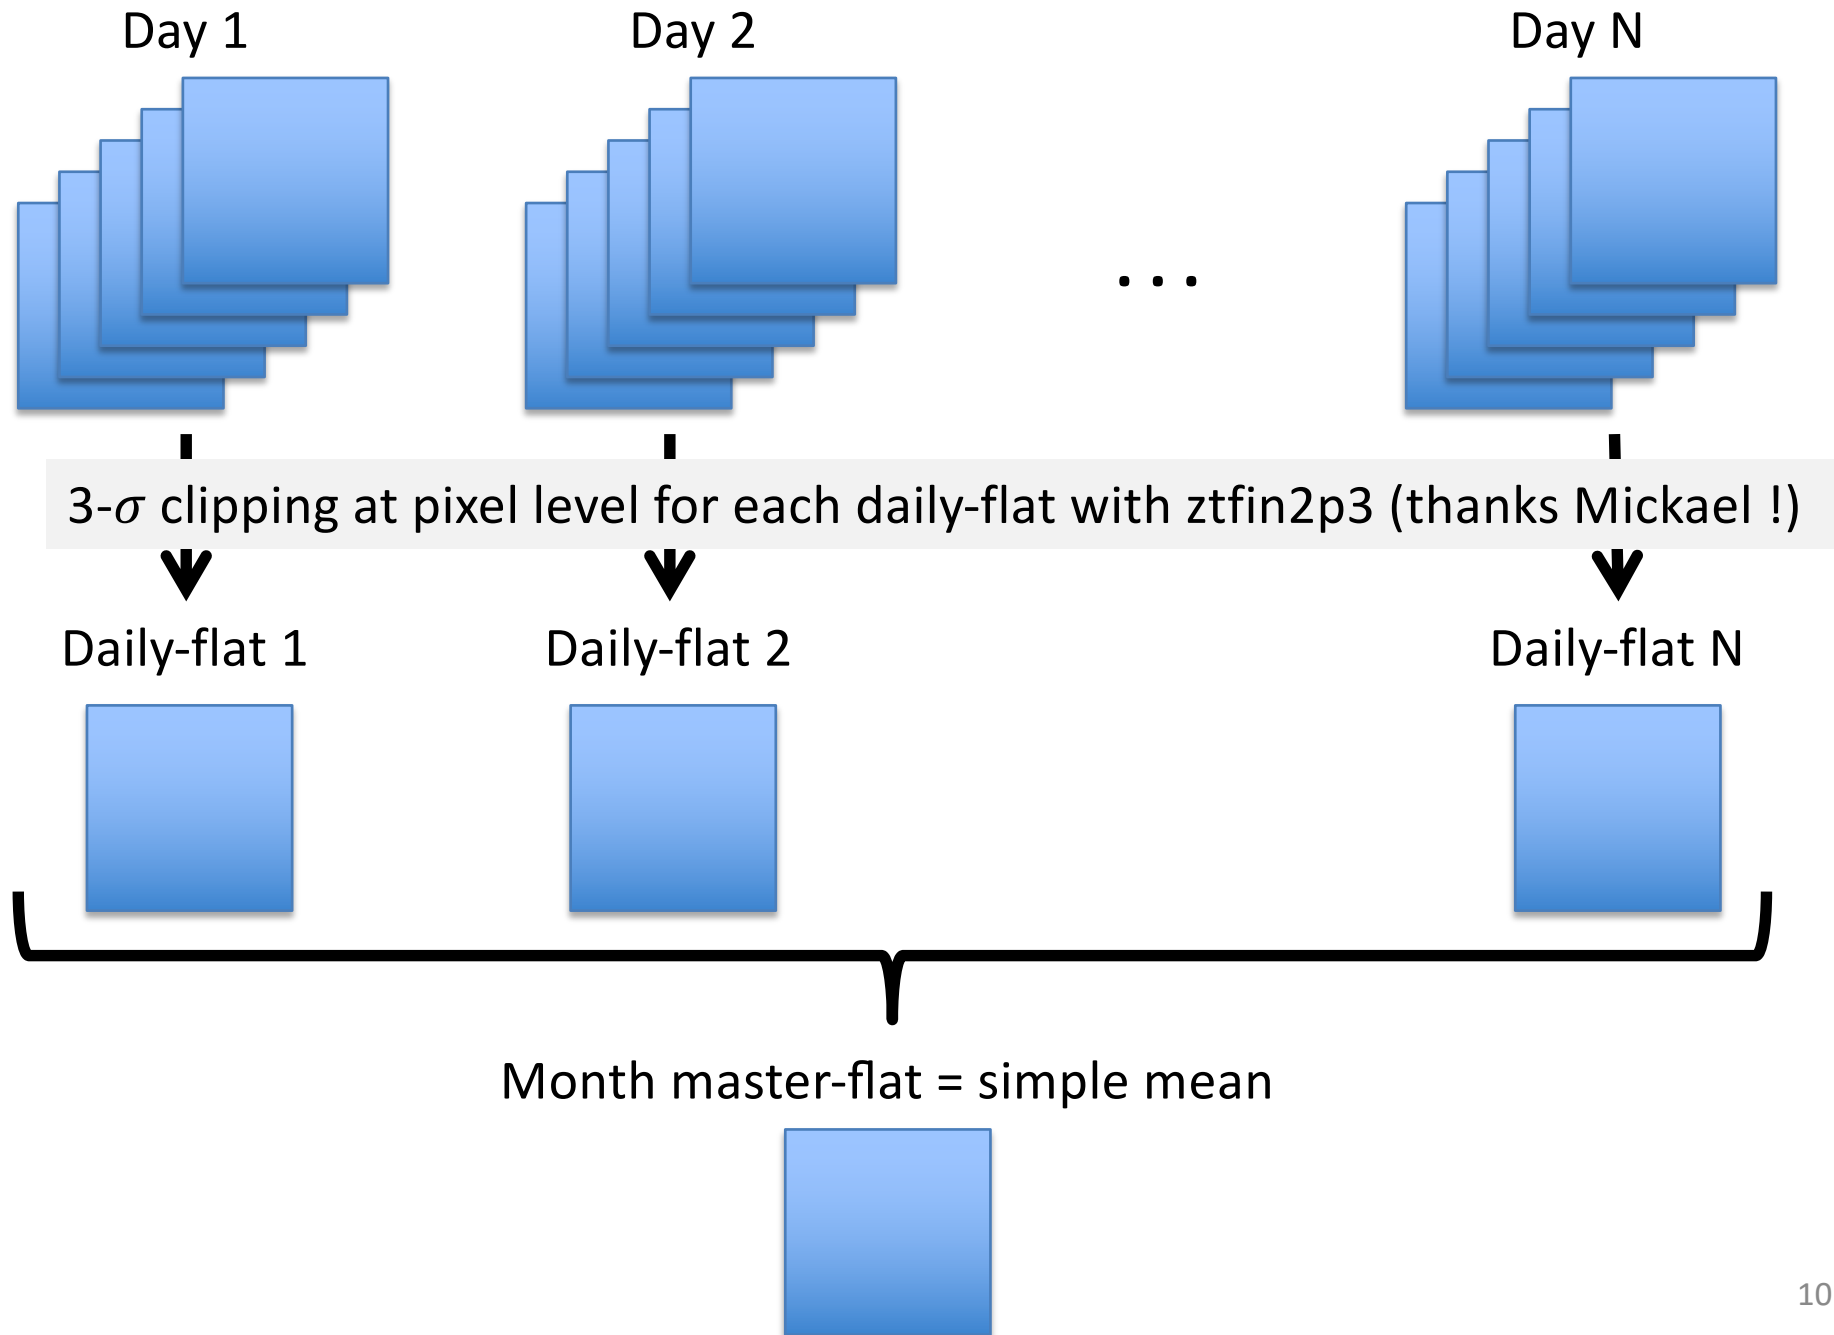 Day 1
Day 2
Day N
...
3-σ clipping at pixel level for each daily-flat with ztfin2p3 (thanks Mickael !)
Daily-flat 1
Daily-flat 2
Daily-flat N
Month master-flat = simple mean
10